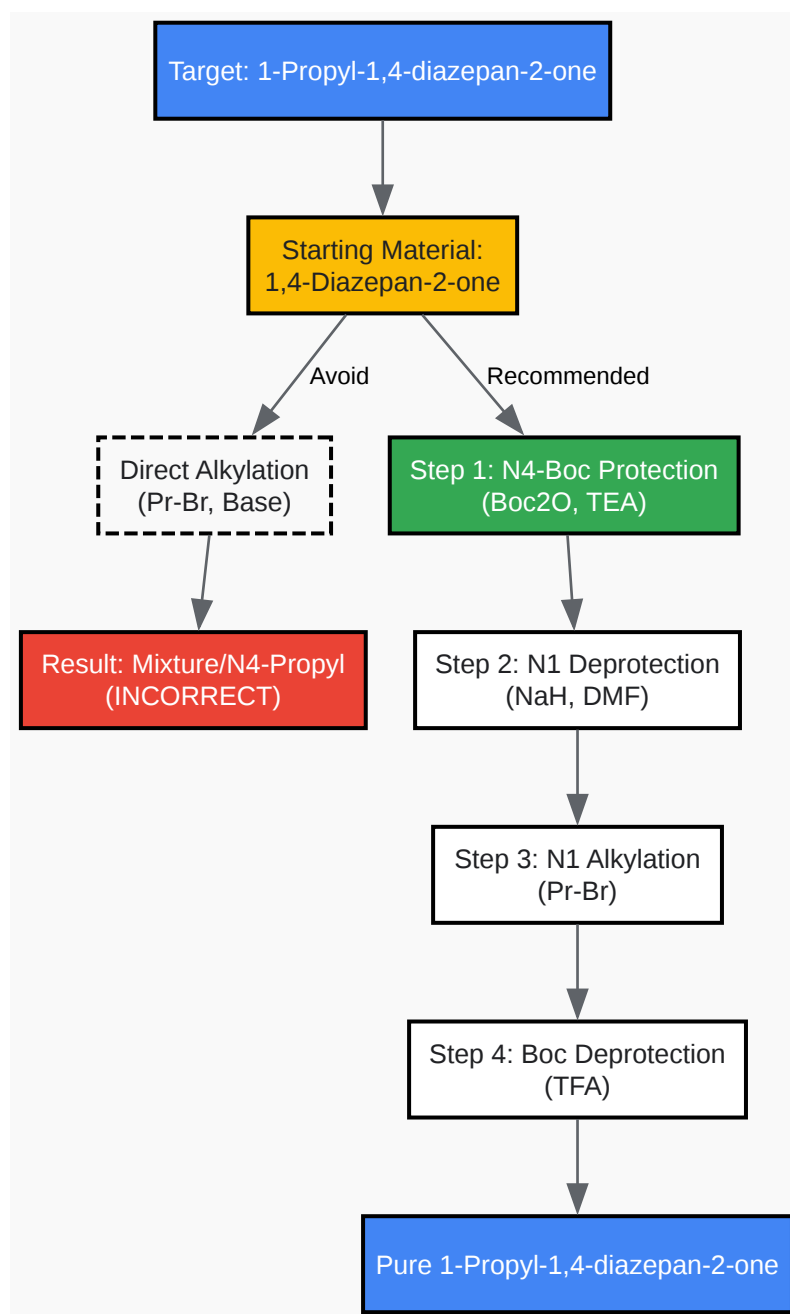 Target: 1-Propyl-1,4-diazepan-2-one
Starting Material:
1,4-Diazepan-2-one
Avoid
Recommended
Direct Alkylation
(Pr-Br, Base)
Step 1: N4-Boc Protection
(Boc2O, TEA)
Result: Mixture/N4-Propyl
(INCORRECT)
Step 2: N1 Deprotection
(NaH, DMF)
Step 3: N1 Alkylation
(Pr-Br)
Step 4: Boc Deprotection
(TFA)
Pure 1-Propyl-1,4-diazepan-2-one